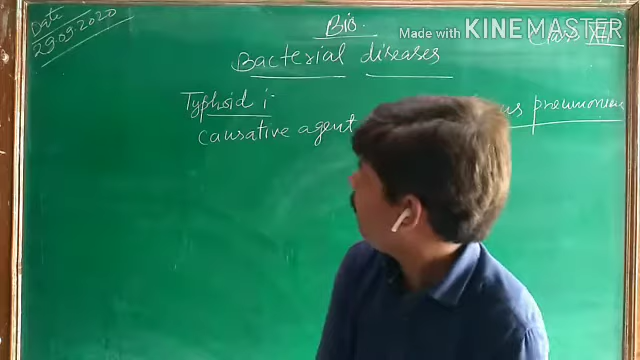 Date
29.09.2020
Bio.
Made with KINEMASTER
Class XII
Bacterial diseases
Typhoid :-
causative agent
pneumoniae